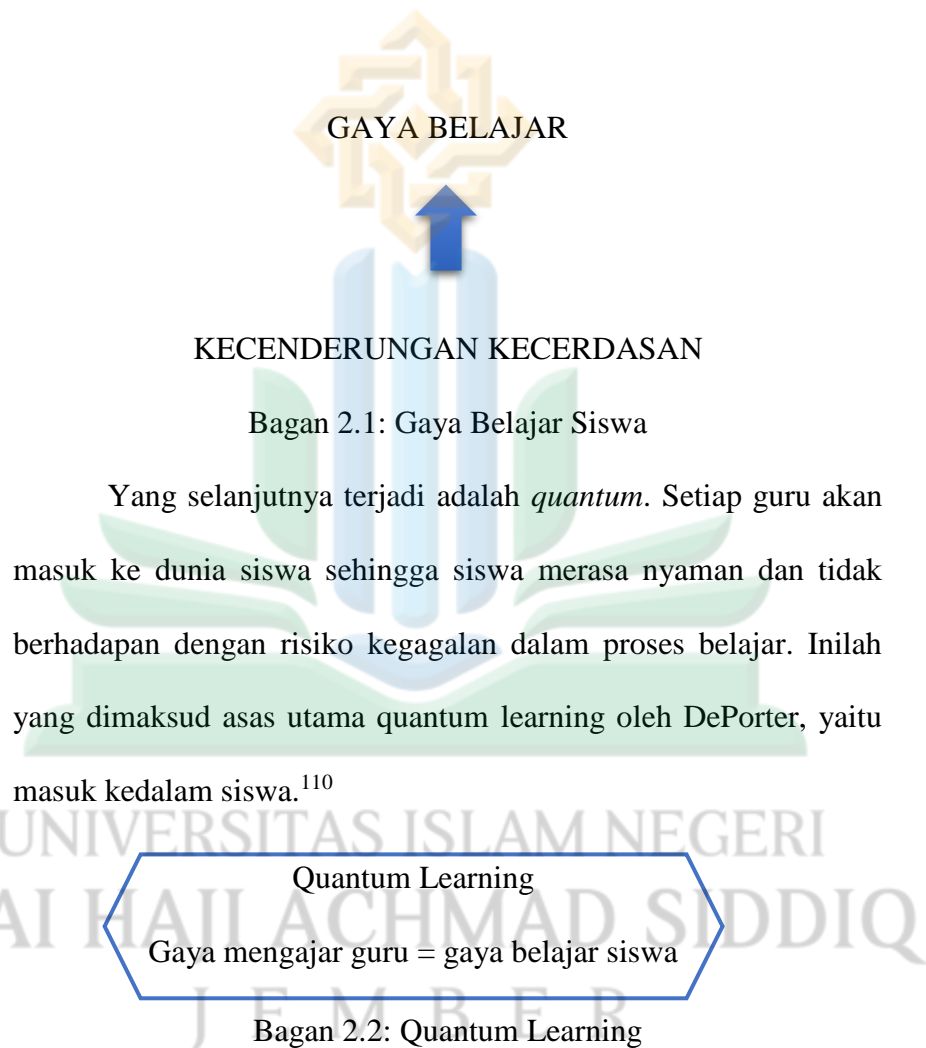 GAYA BELAJAR
KECENDERUNGAN KECERDASAN
Bagan 2.1: Gaya Belajar Siswa
Yang selanjutnya terjadi adalah quantum. Setiap guru akan
masuk ke dunia siswa sehingga siswa merasa nyaman dan tidak
berhadapan dengan risiko kegagalan dalam proses belajar. Inilah
yang dimaksud asas utama quantum learning oleh DePorter, yaitu
masuk kedalam siswa.110
UNIVERSITAS ISLAM NEGERI
Quantum Learning
AI HAJI ACHMAD SIDDIQ
Gaya mengajar guru = gaya belajar siswa
JEMBER
Bagan 2.2: Quantum Learning